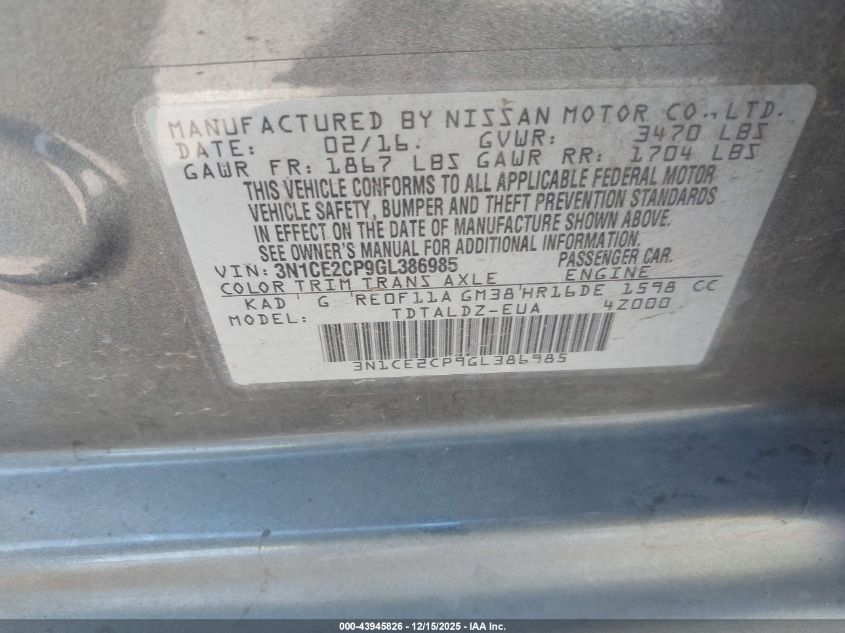 MANUFACTURED BY NISSAN MOTOR CO., LTD.
DATE: 02/16. GVWR: 3470 LBS
GAWR FR: 1867 LBS GAWR RR: 1704 LBS
THIS VEHICLE CONFORMS TO ALL APPLICABLE FEDERAL MOTOR
VEHICLE SAFETY, BUMPER AND THEFT PREVENTION STANDARDS
IN EFFECT ON THE DATE OF MANUFACTURE SHOWN ABOVE.
SEE OWNER'S MANUAL FOR ADDITIONAL INFORMATION.
VIN: 3N1CE2CP9GL386985 PASSENGER CAR.
COLOR TRIM TRANS AXLE ENGINE
KAD G RE0F11A GM38 HR16DE 1598 CC
MODEL: TDTALDZ-EUA 4Z000
3N1CE2CP9GL386985
000-43945826 - 12/15/2025 - IAA Inc.